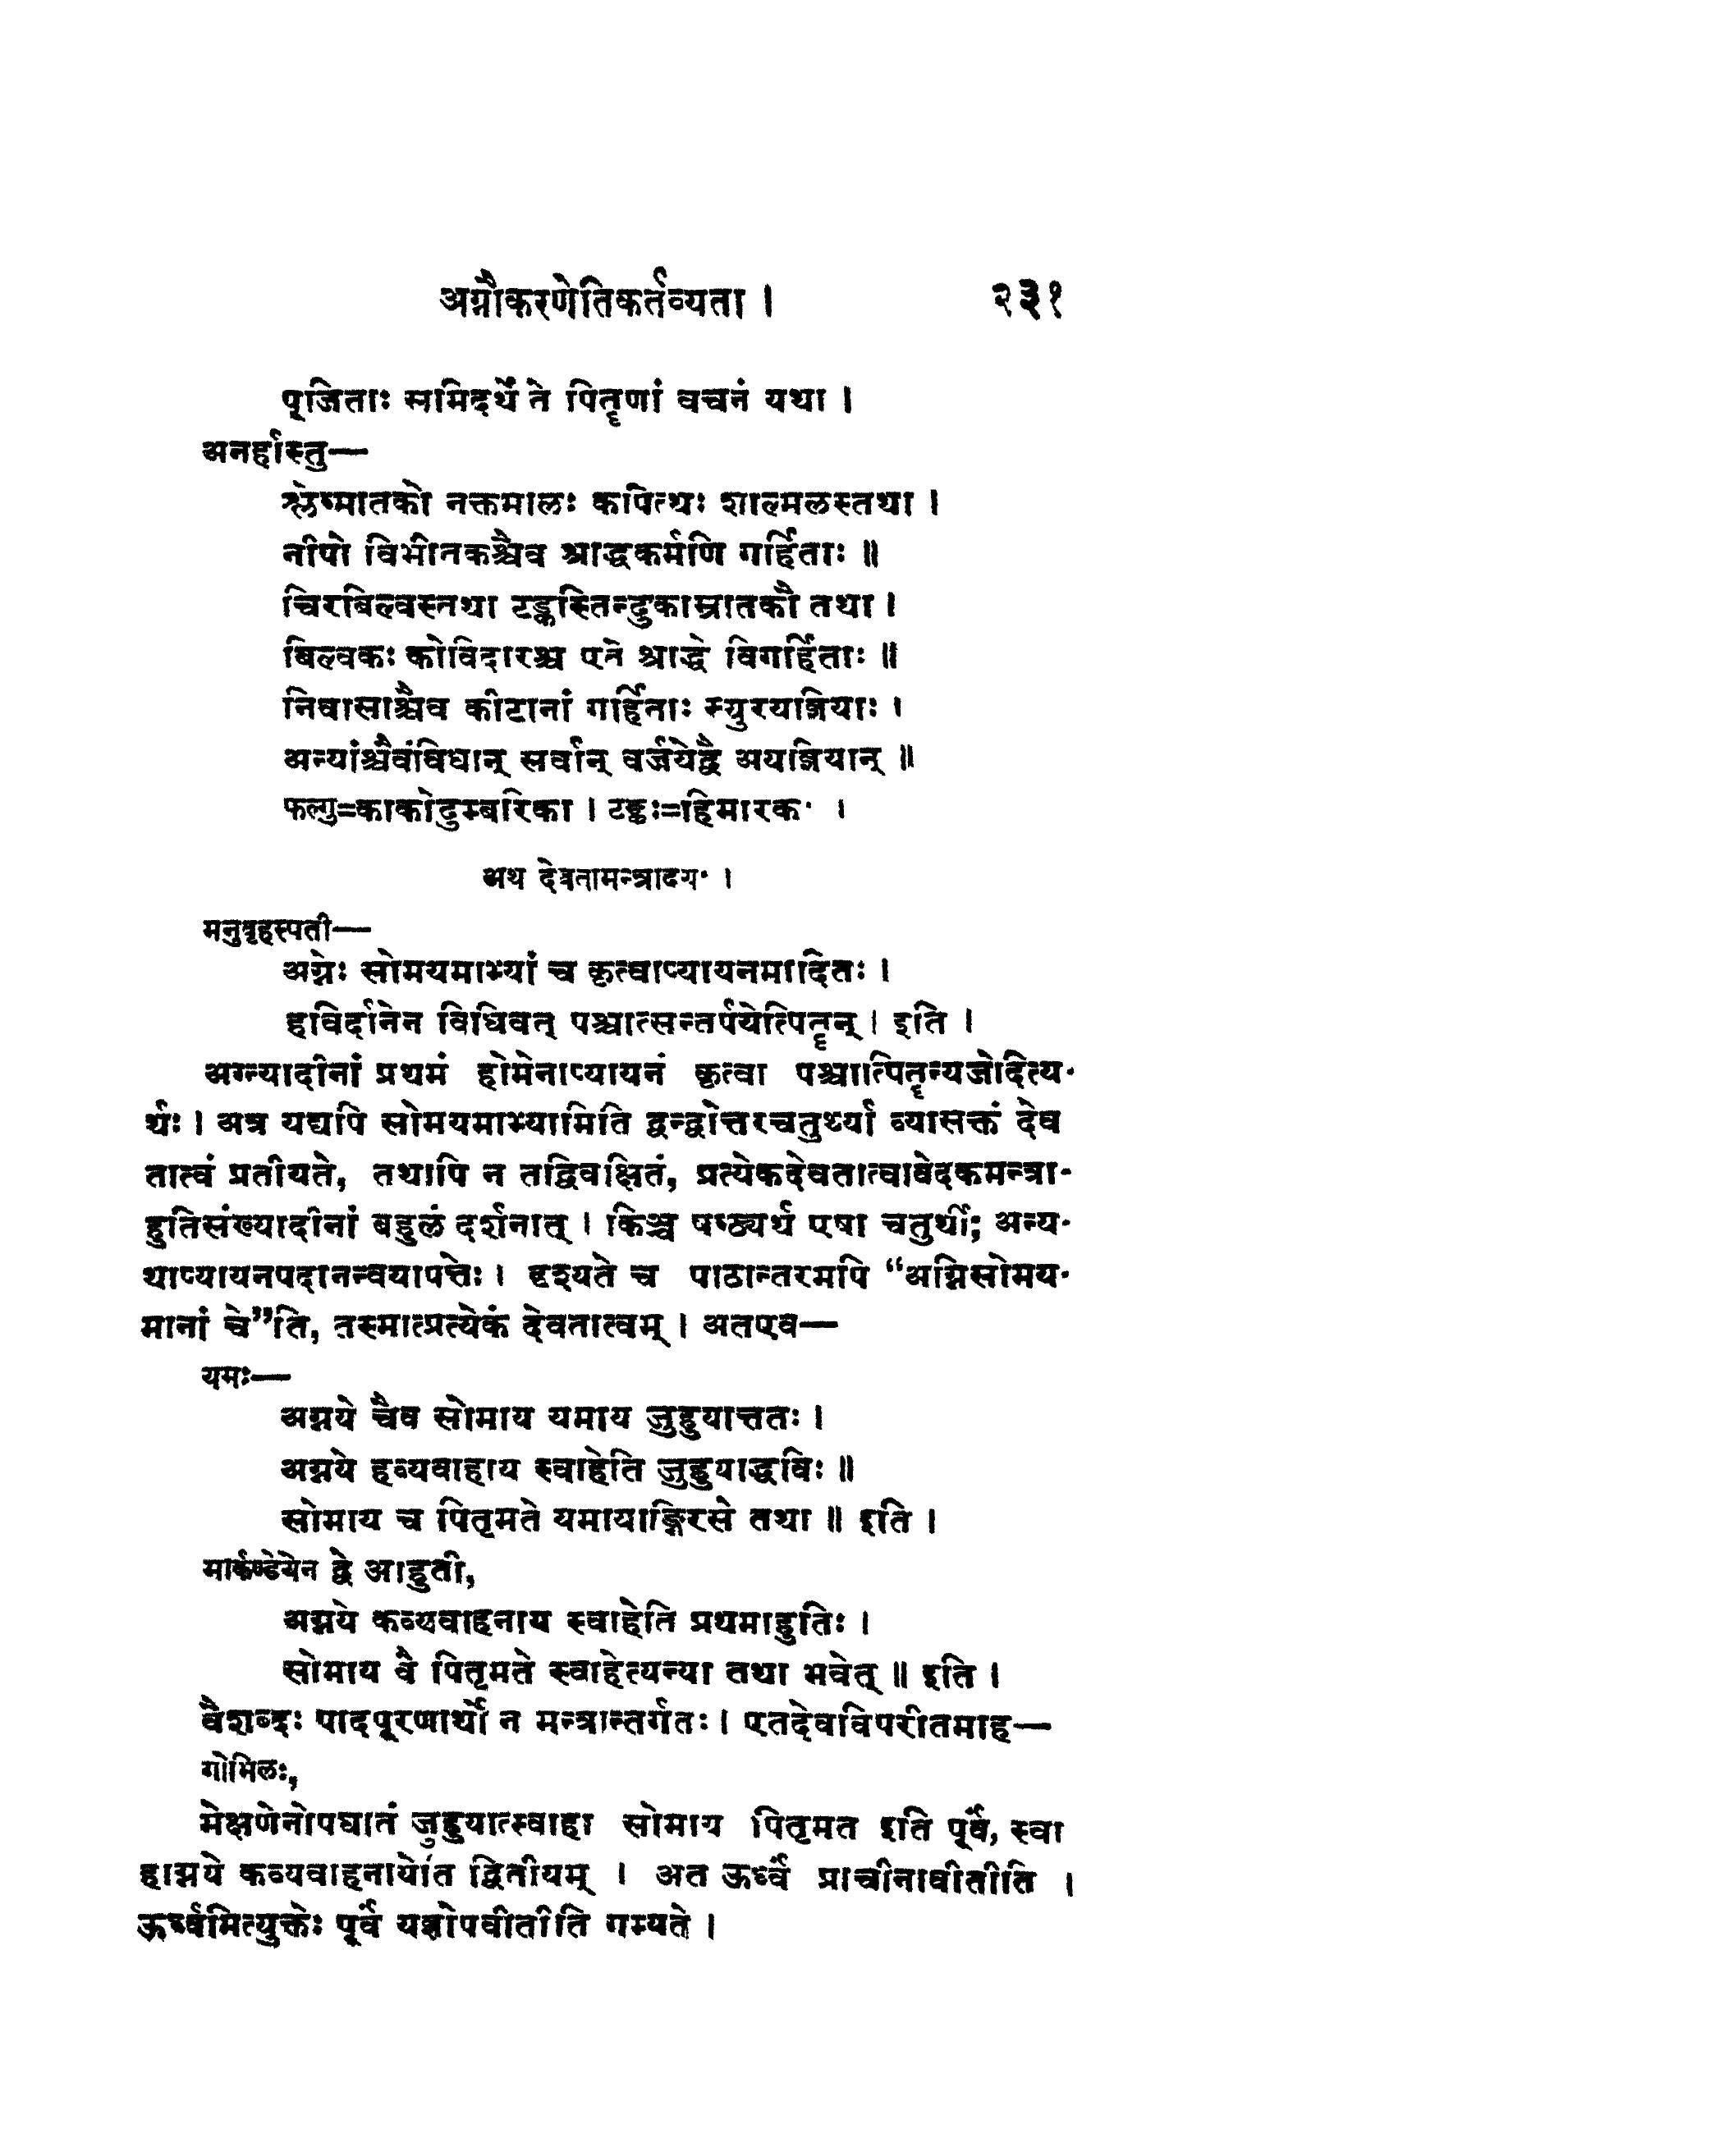 अग्नौकरणेतिकर्तव्यता । २३१
पूजिताः समिदर्थे ते पितॄणां वचनं यथा ।
अनर्हास्तु—
श्लेष्मातको नक्तमालः कपित्थः शाल्मलस्तथा ।
नीपो विभीतकश्चैव श्राद्धकर्मणि गर्हिताः ॥
चिरबिल्वस्तथा टङ्कस्तिन्दुकाम्रातकौ तथा ।
बिल्वकः कोविदारश्च एते श्राद्धे विगर्हिताः ॥
निवासाश्चैव कीटानां गर्हिताः स्युरयज्ञियाः ।
अन्यांश्चैवंविधान् सर्वान् वर्जयेद्वै अयज्ञियान् ॥
फल्गु=काकोदुम्बरिका । टङ्कः=हिमारकः ।
अथ देवतामन्त्रादयः ।
मनुबृहस्पती—
अग्नेः सोमयमाभ्यां च कृत्वाप्यायनमादितः ।
हविर्दानेन विधिवत् पश्चात्सन्तर्पयेत्पितॄन् । इति ।
अग्न्यादीनां प्रथमं होमेनाप्यायनं कृत्वा पश्चात्पितॄन्यजोदित्य-
र्थः । अत्र यद्यपि सोमयमाभ्यामिति द्वन्द्वोत्तरचतुर्थ्या व्यासक्तं देव
तात्वं प्रतीयते, तथापि न तद्विवक्षितं, प्रत्येकदेवतात्वावेदकमन्त्रा-
हुतिसंख्यादीनां बहुलं दर्शनात् । किञ्च षष्ठ्यर्थ एषा चतुर्थी; अन्य-
थाप्यायनपदानन्वयापत्तेः । दृश्यते च पाठान्तरमपि “अग्निसोमय-
मानां चे”ति, तस्मात्प्रत्येकं देवतात्वम् । अतएव—
यमः—
अग्नये चैव सोमाय यमाय जुहुयात्ततः ।
अग्नये हव्यवाहाय स्वाहेति जुहुयाद्धविः ॥
सोमाय च पितृमते यमायाङ्गिरसे तथा ॥ इति ।
मार्कण्डेयेन द्वे आहुती,
अग्नये कव्यवाहनाय स्वाहेति प्रथमाहुतिः ।
सोमाय वै पितृमते स्वाहेत्यन्या तथा भवेत् ॥ इति ।
वैशब्दः पादपूरणार्थो न मन्त्रान्तर्गतः । एतदेवविपरीतमाह—
गोभिलः,
मेक्षणेनोपघातं जुहुयात्स्वाहा सोमाय पितृमत इति पूर्वं, स्वा
हाग्नये कव्यवाहनायेति द्वितीयम् । अत ऊर्ध्वं प्राचीनावीतीति ।
ऊर्ध्वमित्युक्तेः पूर्वं यज्ञोपवीतीति गम्यते ।